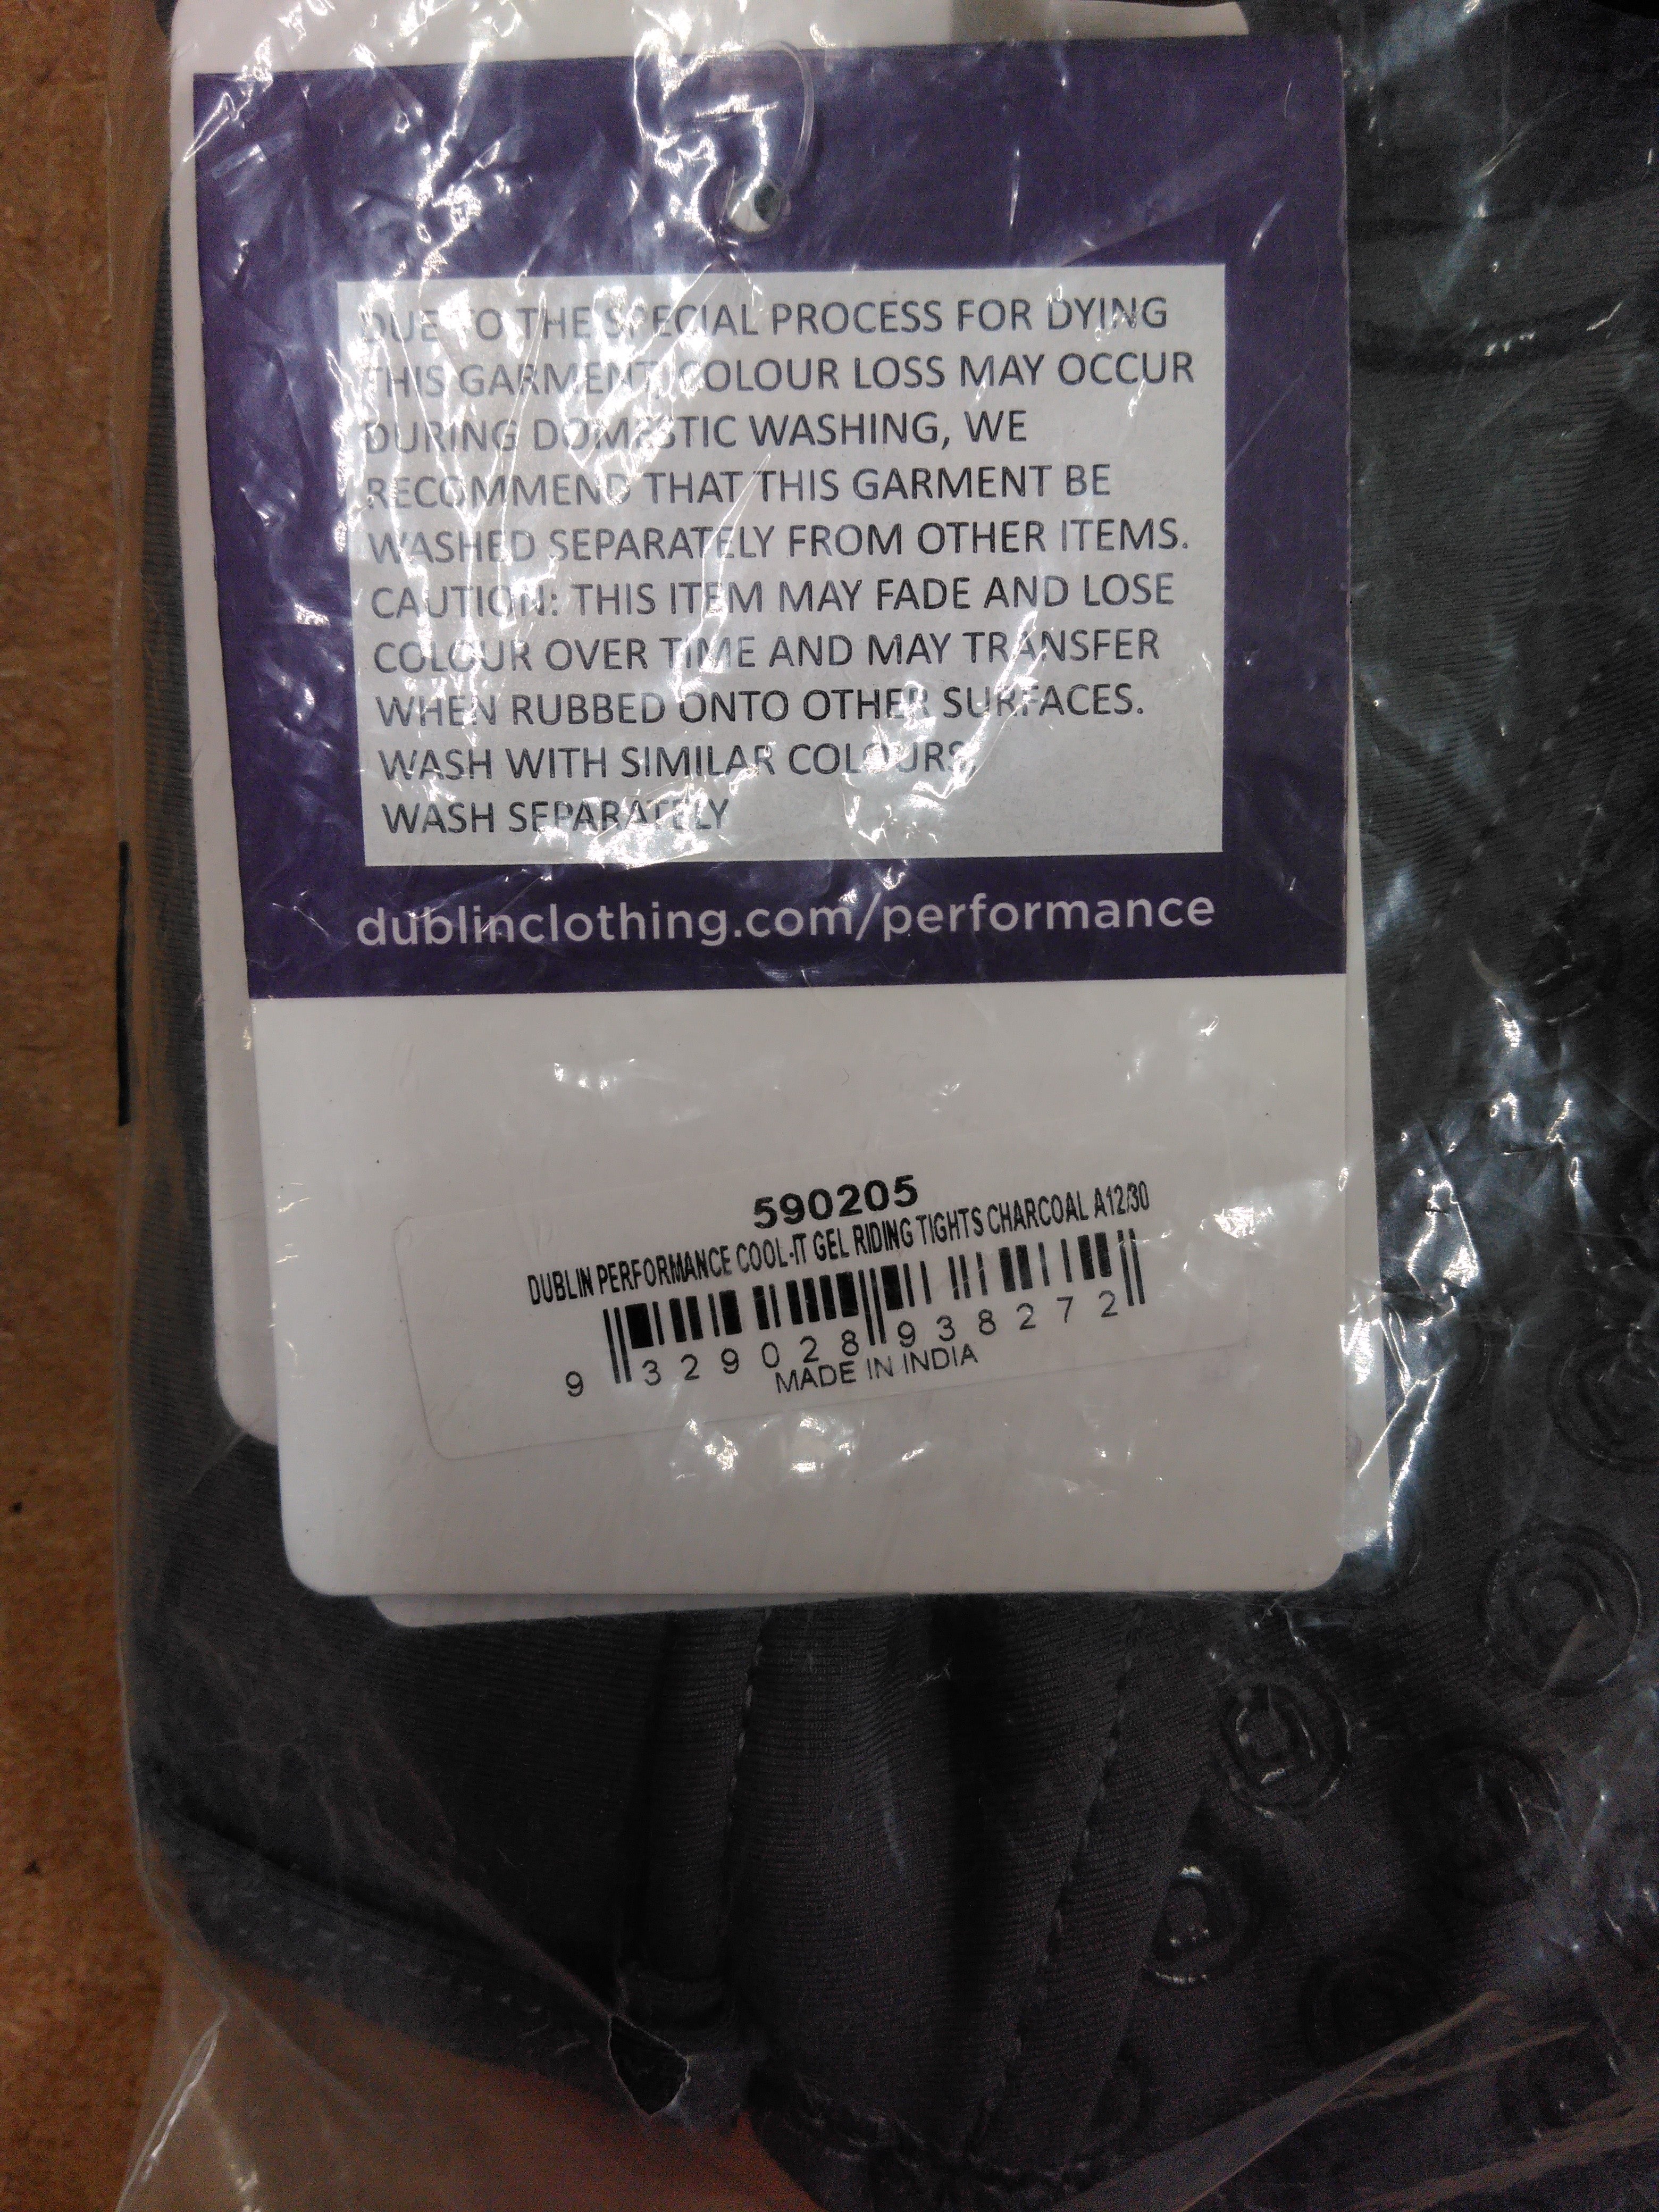 DUE TO THE SPECIAL PROCESS FOR DYING
THIS GARMENT, COLOUR LOSS MAY OCCUR
DURING DOMESTIC WASHING, WE
RECOMMEND THAT THIS GARMENT BE
WASHED SEPARATELY FROM OTHER ITEMS.
CAUTION: THIS ITEM MAY FADE AND LOSE
COLOUR OVER TIME AND MAY TRANSFER
WHEN RUBBED ONTO OTHER SURFACES.
WASH WITH SIMILAR COLOURS,
WASH SEPARATELY
dublinclothing.com/performance
590205
DUBLIN PERFORMANCE COOL-IT GEL RIDING TIGHTS CHARCOAL A12/30
9 329028 938272
MADE IN INDIA